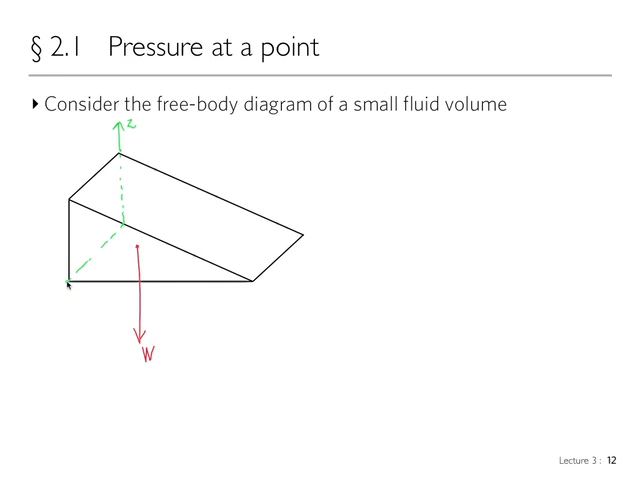 § 2.1 Pressure at a point
Consider the free-body diagram of a small fluid volume
z
W
Lecture 3 : 12